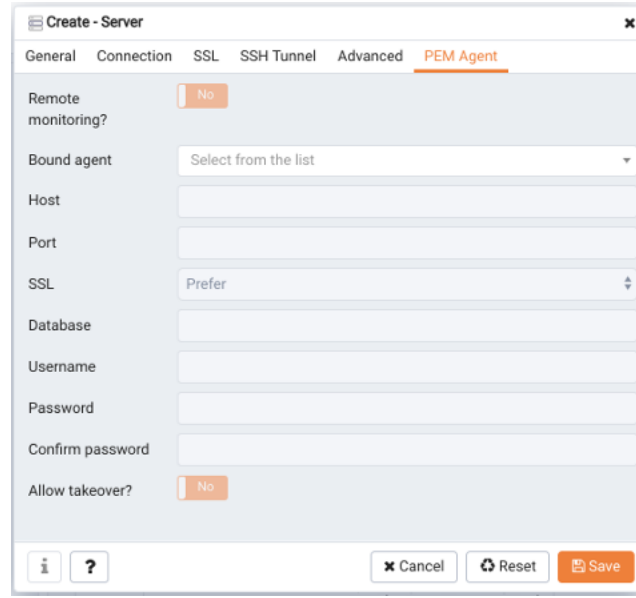 Create - Server
General Connection SSL SSH Tunnel Advanced PEM Agent
Remote monitoring? No
Bound agent Select from the list
Host
Port
SSL Prefer
Database
Username
Password
Confirm password
Allow takeover? No
i ? Cancel Reset Save